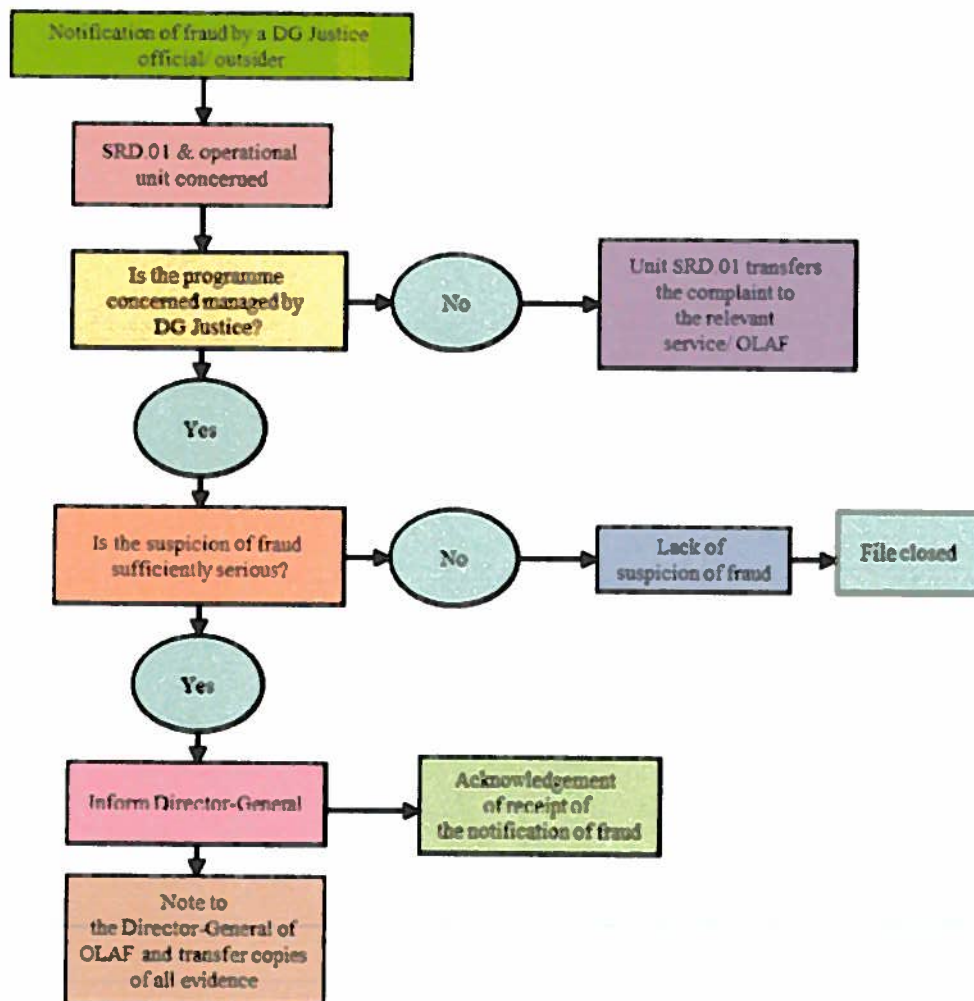 Notification of fraud by a DG Justice
official/ outsider
SRD.01 & operational
unit concerned
Is the programme
concerned managed by
DG Justice?
No
Unit SRD.01 transfers
the complaint to
the relevant
service/ OLAF
Yes
Is the suspicion of fraud
sufficiently serious?
No
Lack of
suspicion of fraud
File closed
Yes
Inform Director-General
Acknowledgement
of receipt of
the notification of fraud
Note to
the Director-General of
OLAF and transfer copies
of all evidence